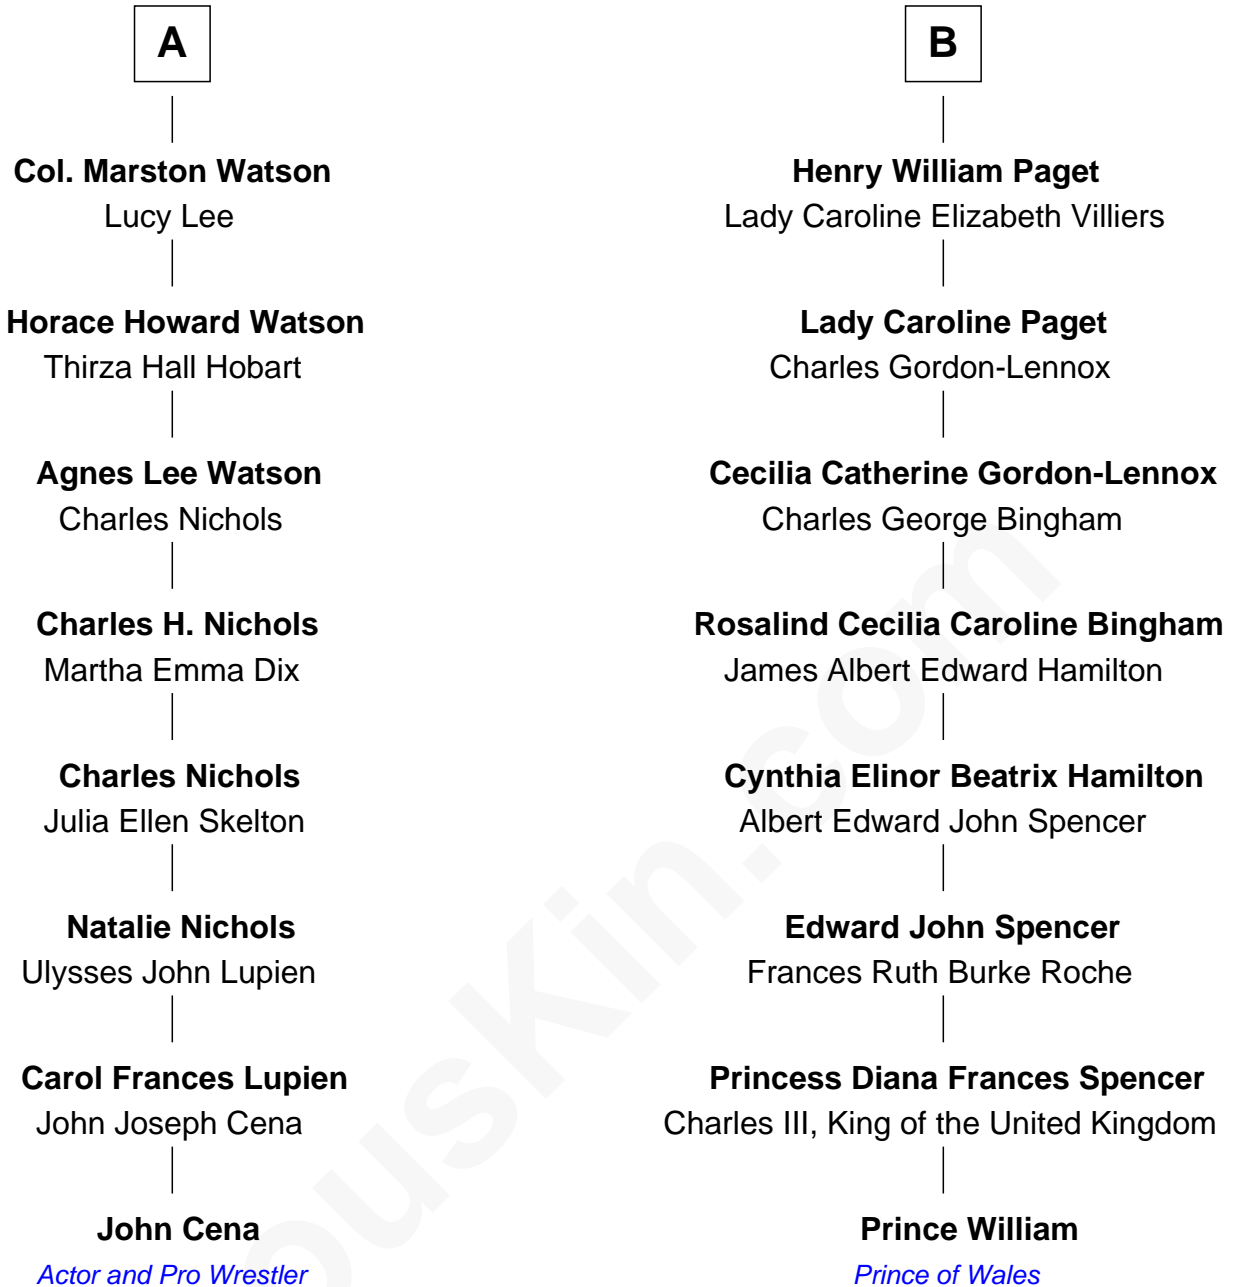 A
Col. Marston Watson
Lucy Lee
Horace Howard Watson
Thirza Hall Hobart
Agnes Lee Watson
Charles Nichols
Charles H. Nichols
Martha Emma Dix
Charles Nichols
Julia Ellen Skelton
Natalie Nichols
Ulysses John Lupien
Carol Frances Lupien
John Joseph Cena
John Cena
Actor and Pro Wrestler
B
Henry William Paget
Lady Caroline Elizabeth Villiers
Lady Caroline Paget
Charles Gordon-Lennox
Cecilia Catherine Gordon-Lennox
Charles George Bingham
Rosalind Cecilia Caroline Bingham
James Albert Edward Hamilton
Cynthia Elinor Beatrix Hamilton
Albert Edward John Spencer
Edward John Spencer
Frances Ruth Burke Roche
Princess Diana Frances Spencer
Charles III, King of the United Kingdom
Prince William
Prince of Wales
ousKin.com